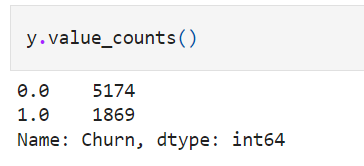 y.value_counts()
0.0    5174
1.0    1869
Name: Churn, dtype: int64